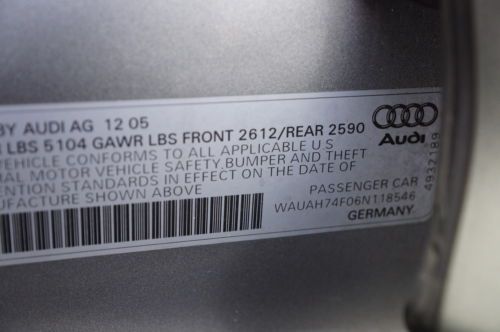 BY AUDI AG 12 05
LBS 5104 GAWR LBS FRONT 2612/REAR 2590
VEHICLE CONFORMS TO ALL APPLICABLE U.S
MOTOR VEHICLE SAFETY, BUMPER AND THEFT
ENTION STANDARDS IN EFFECT ON THE DATE OF
UFACTURE SHOWN ABOVE
Audi
4932189
PASSENGER CAR
WAUAH74F06N118546
GERMANY